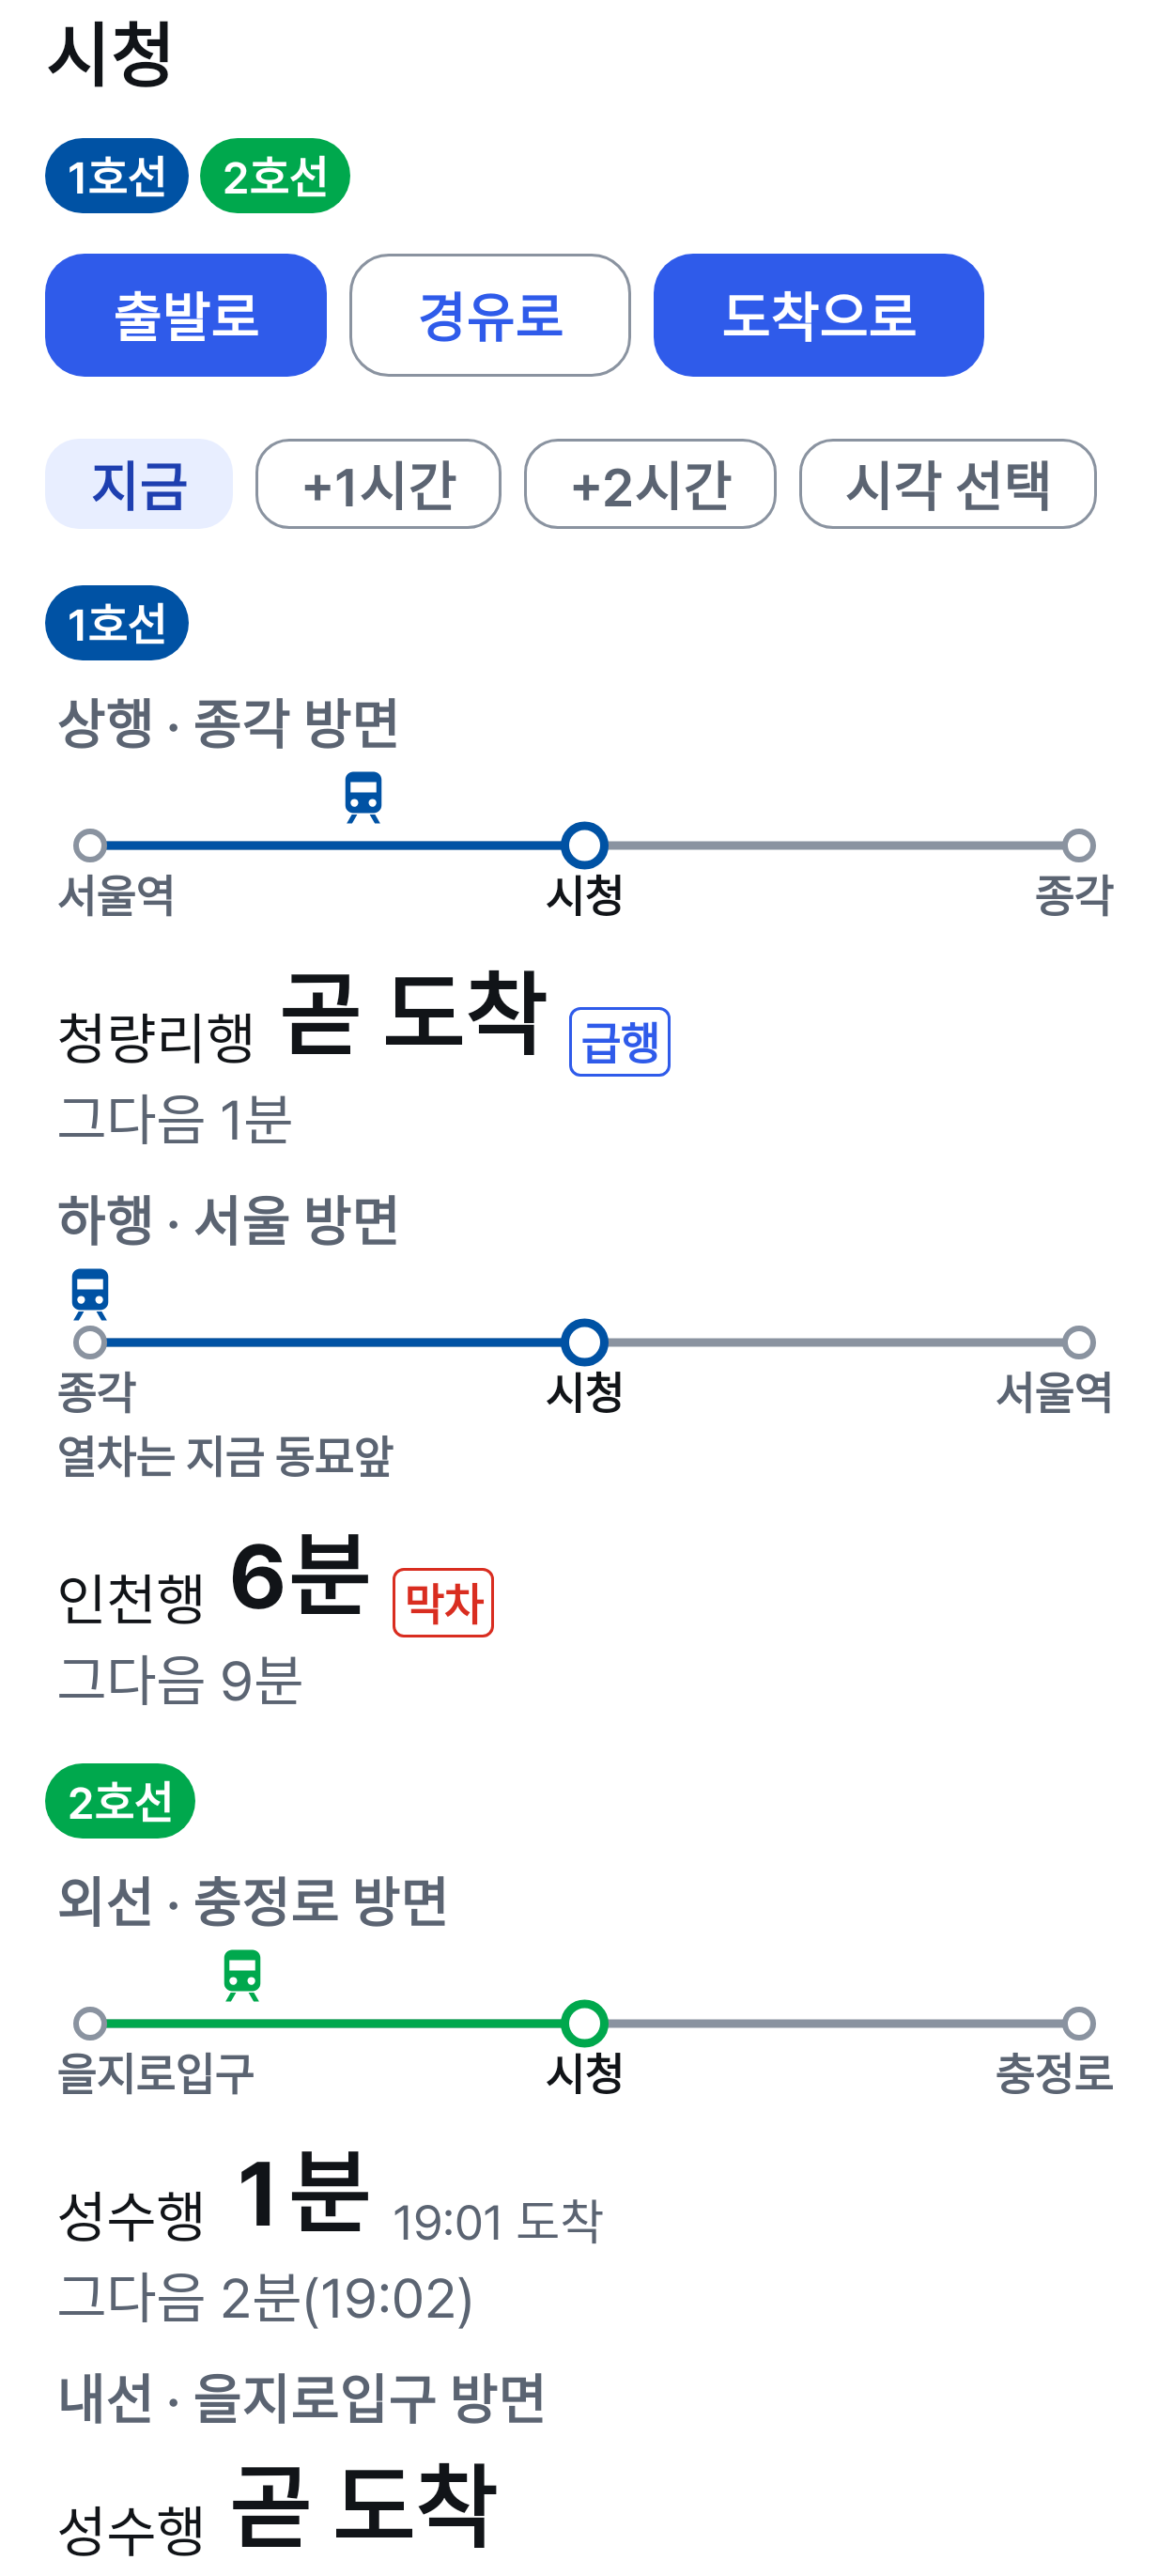 시청
1호선 2호선
출발로 경유로 도착으로
지금 +1시간 +2시간 시각 선택
1호선
상행 · 종각 방면
서울역 시청 종각
청량리행 곧 도착 급행
그다음 1분
하행 · 서울 방면
종각 시청 서울역
열차는 지금 동묘앞
인천행 6분 막차
그다음 9분
2호선
외선 · 충정로 방면
을지로입구 시청 충정로
성수행 1분 19:01 도착
그다음 2분(19:02)
내선 · 을지로입구 방면
성수행 곧 도착